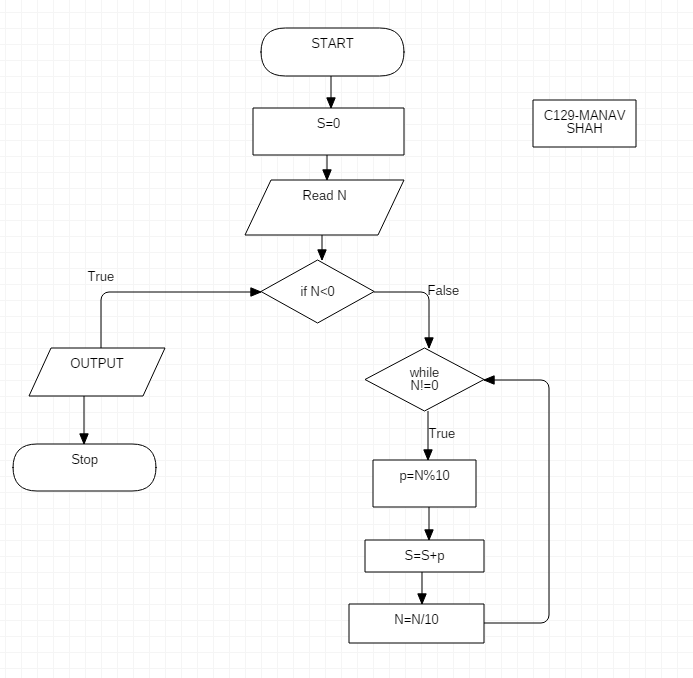 START
S=0
C129-MANAV
SHAH
Read N
True
if N<0
False
OUTPUT
while
N!=0
True
Stop
p=N%10
S=S+p
N=N/10